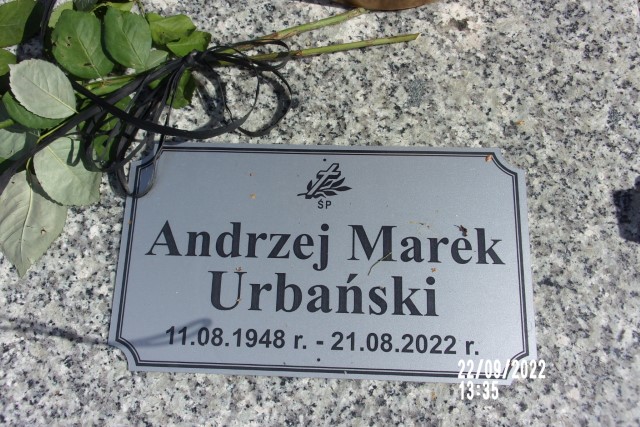 ŚP
Andrzej Marek
Urbański
11.08.1948 r. - 21.08.2022 r.
22/09/2022
13:35